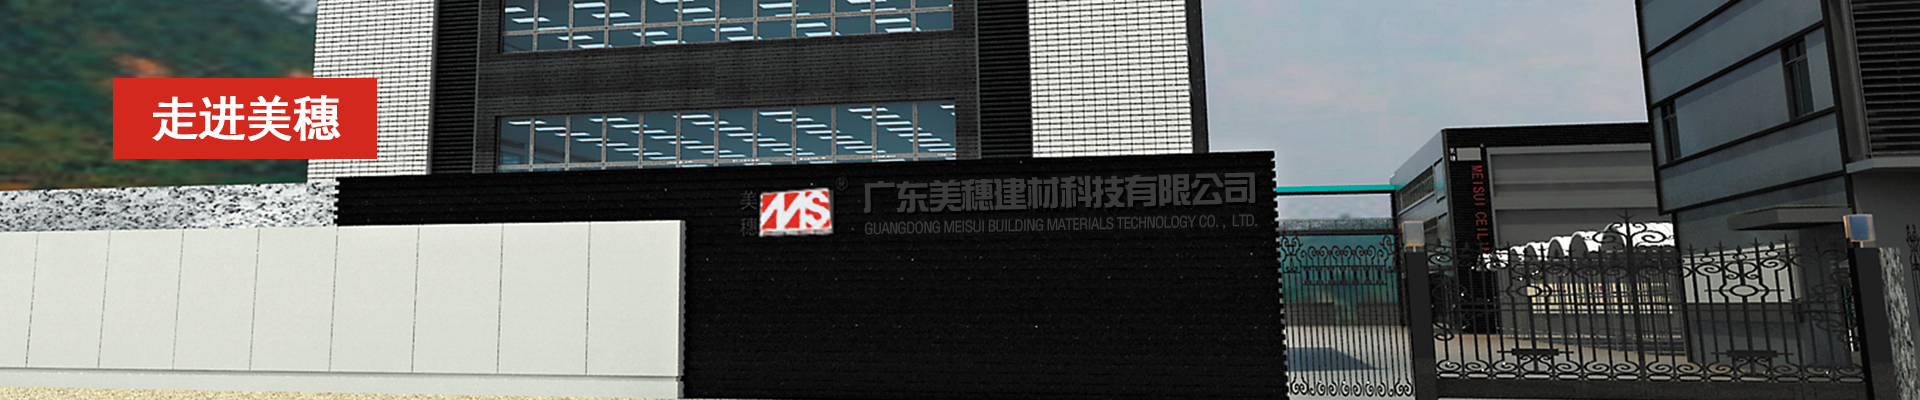 走进美穗
美穗
MS
®
广东美穗建材科技有限公司
GUANGDONG MEISUI BUILDING MATERIALS TECHNOLOGY CO., LTD.
MEISUI CEIL